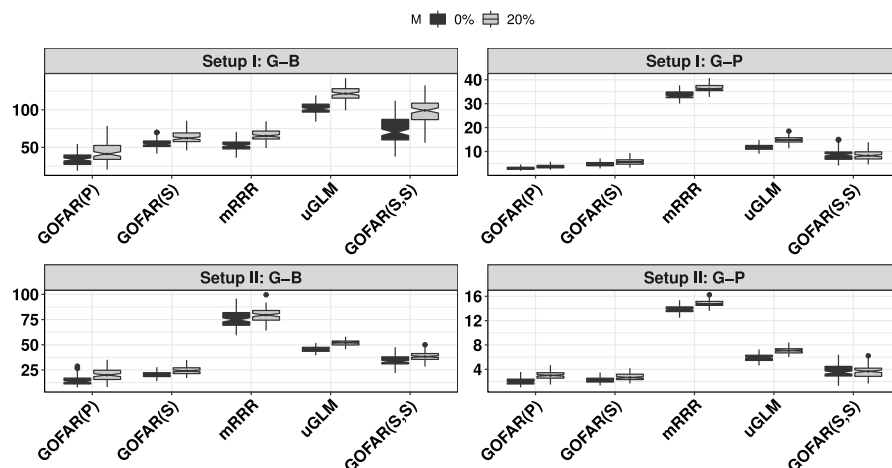 M 0% 20%
Setup I: G−B
100
50
GOFAR(P)
GOFAR(S)
mRRR
uGLM
GOFAR(S,S)
Setup I: G−P
40
30
20
10
GOFAR(P)
GOFAR(S)
mRRR
uGLM
GOFAR(S,S)
Setup II: G−B
100
75
50
25
GOFAR(P)
GOFAR(S)
mRRR
uGLM
GOFAR(S,S)
Setup II: G−P
16
12
8
4
GOFAR(P)
GOFAR(S)
mRRR
uGLM
GOFAR(S,S)